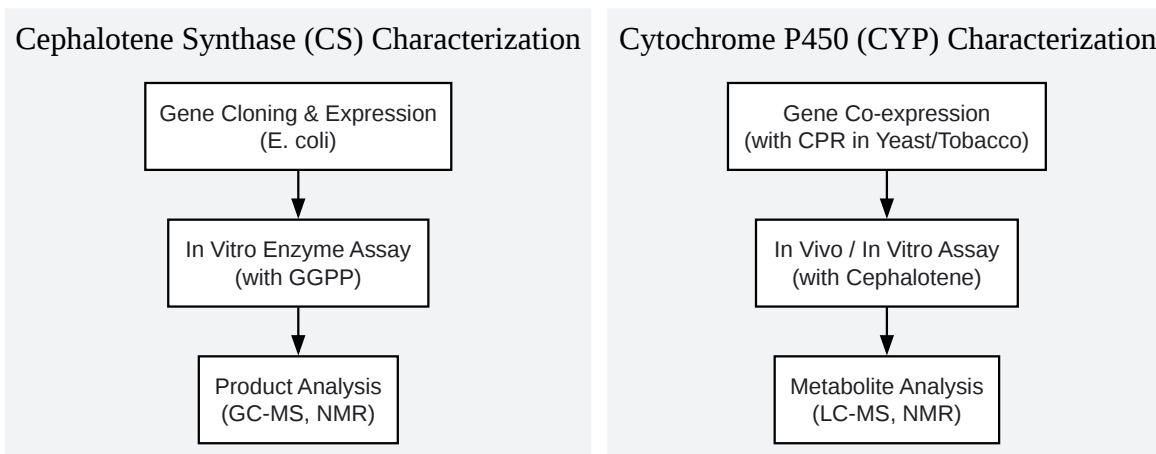 Cephalotene Synthase (CS) Characterization
Gene Cloning & Expression
(E. coli)
In Vitro Enzyme Assay
(with GGPP)
Product Analysis
(GC-MS, NMR)
Cytochrome P450 (CYP) Characterization
Gene Co-expression
(with CPR in Yeast/Tobacco)
In Vivo / In Vitro Assay
(with Cephalotene)
Metabolite Analysis
(LC-MS, NMR)